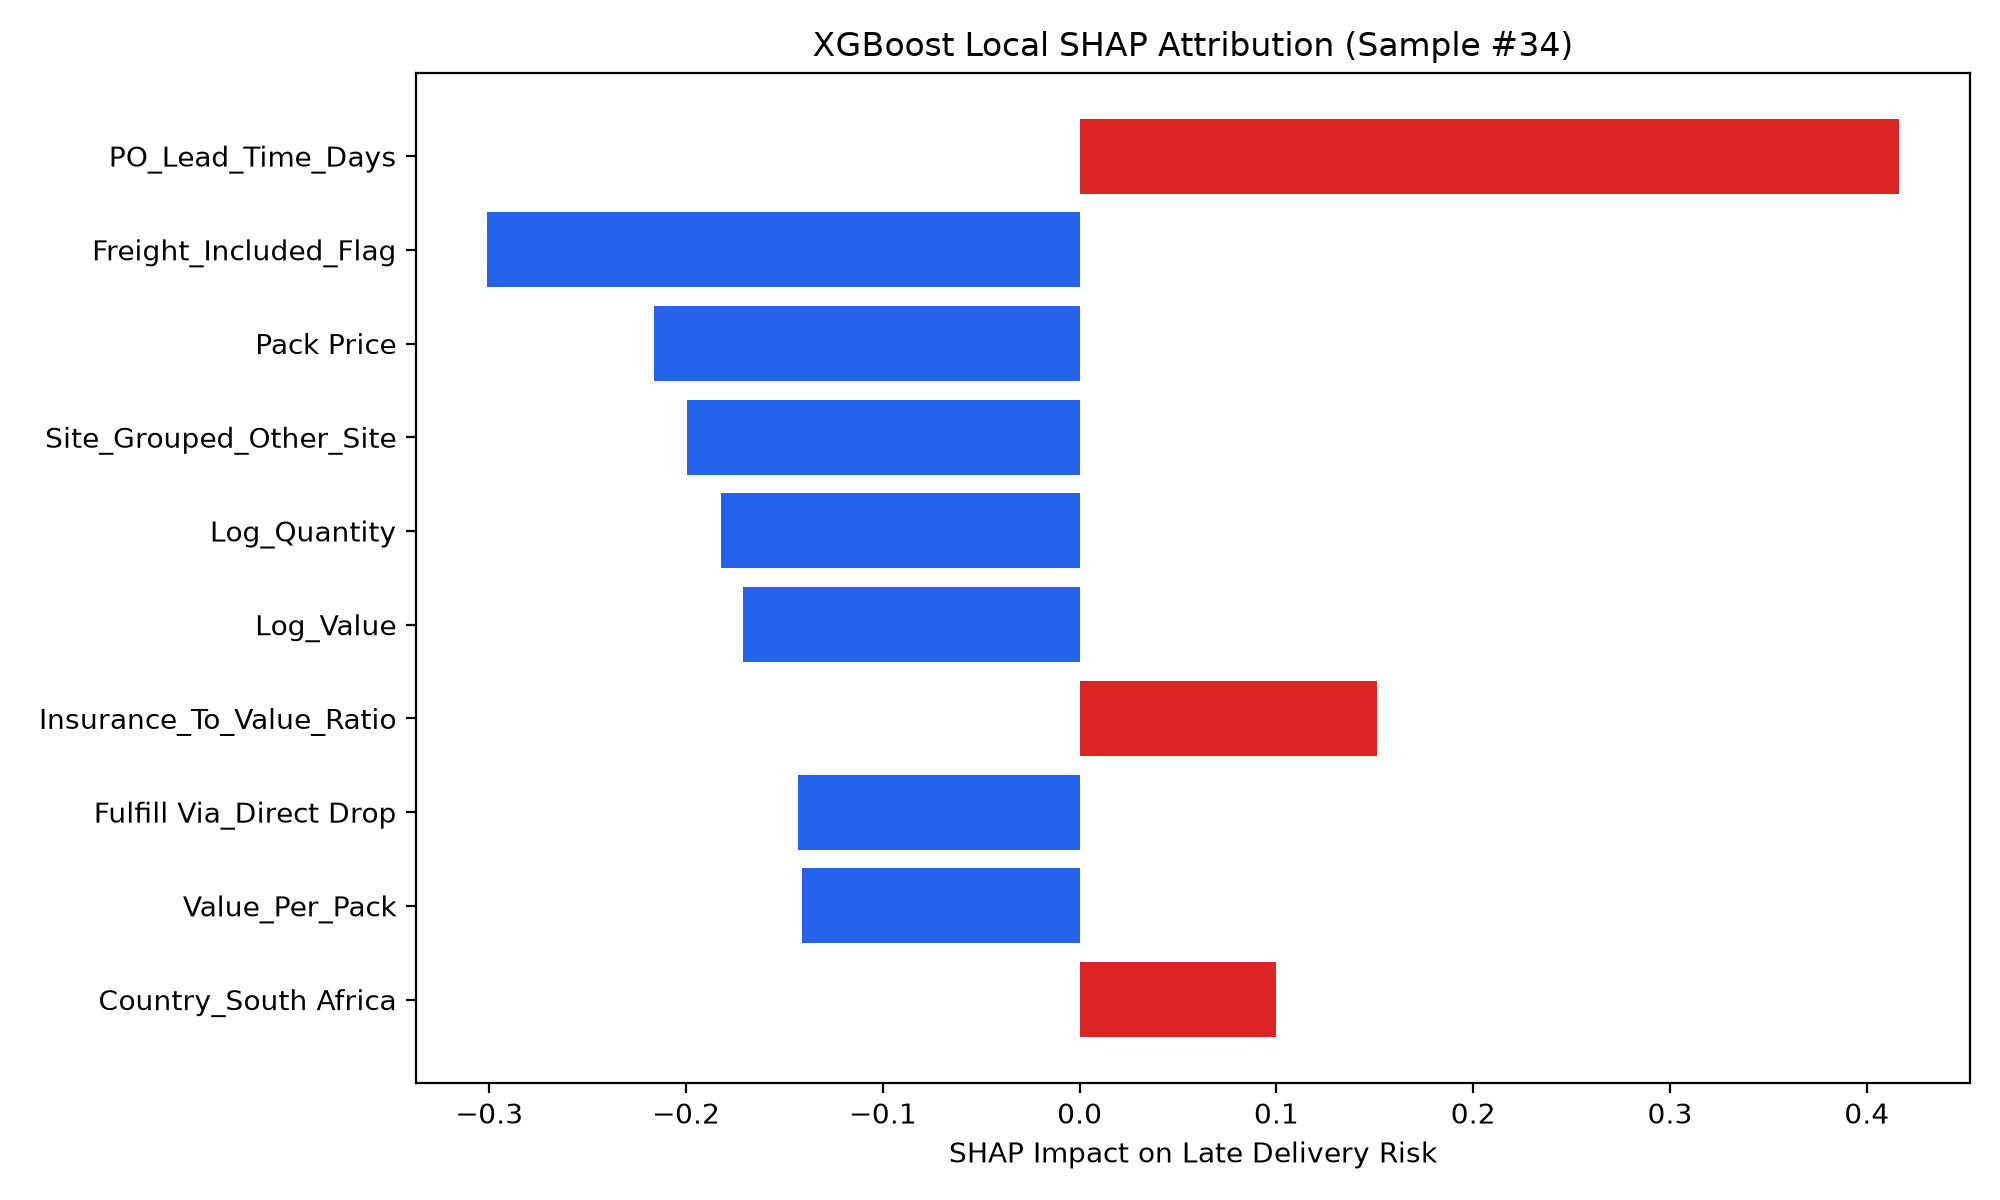 XGBoost Local SHAP Attribution (Sample #34)
PO_Lead_Time_Days
Freight_Included_Flag
Pack Price
Site_Grouped_Other_Site
Log_Quantity
Log_Value
Insurance_To_Value_Ratio
Fulfill Via_Direct Drop
Value_Per_Pack
Country_South Africa
−0.3 −0.2 −0.1 0.0 0.1 0.2 0.3 0.4
SHAP Impact on Late Delivery Risk